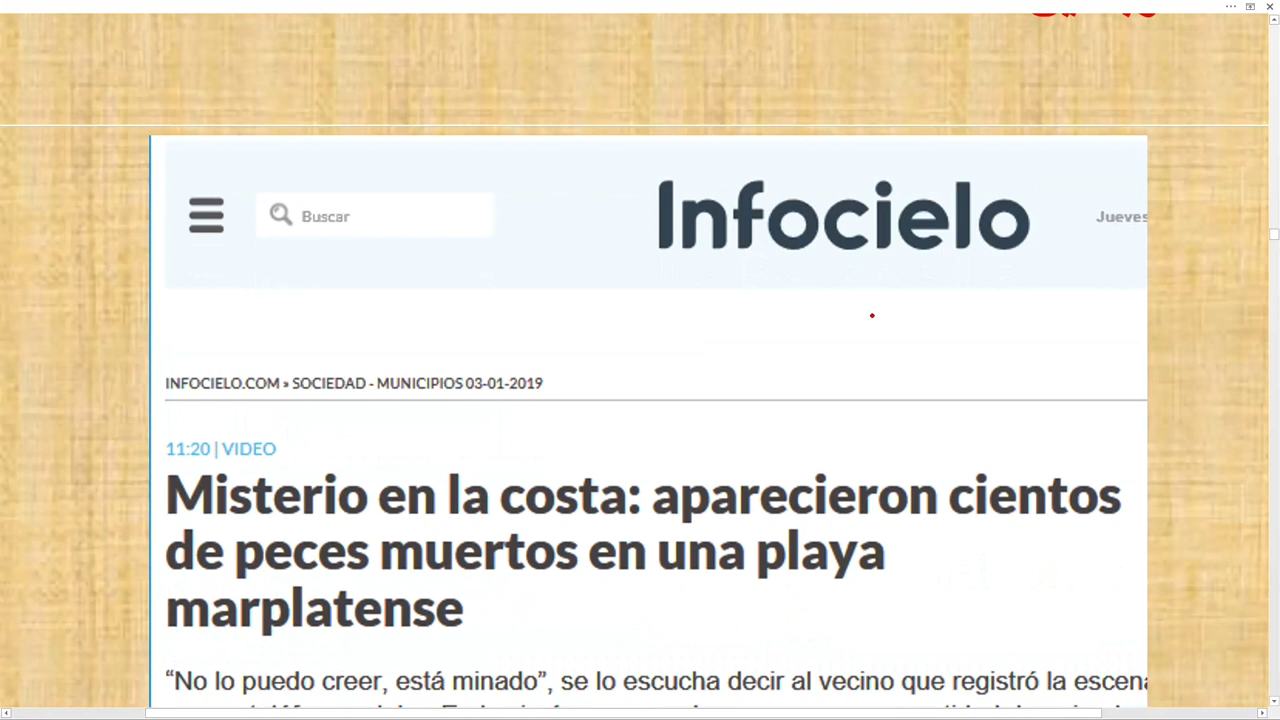 Buscar
Infocielo
Jueves
INFOCIELO.COM » SOCIEDAD - MUNICIPIOS 03-01-2019
11:20 | VIDEO
Misterio en la costa: aparecieron cientos
de peces muertos en una playa
marplatense
“No lo puedo creer, está minado”, se lo escucha decir al vecino que registró la escena